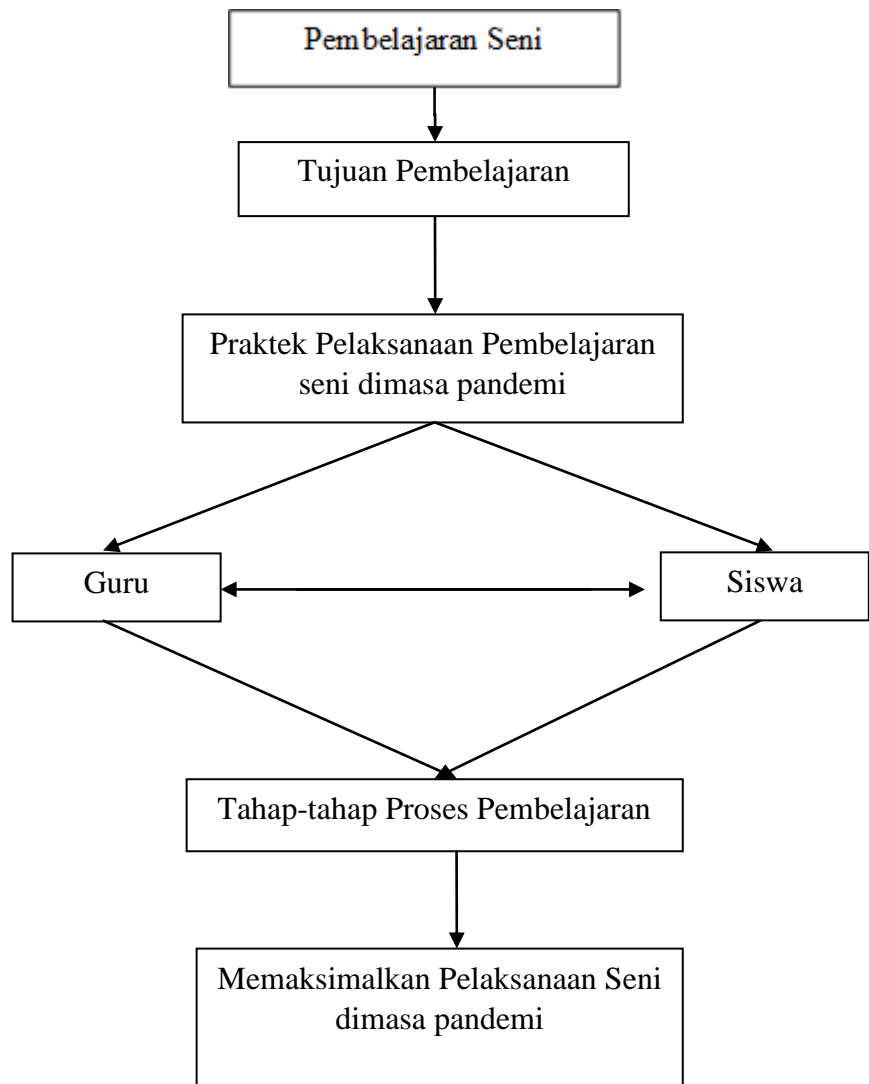 Pembelajaran Seni
Tujuan Pembelajaran
Praktek Pelaksanaan Pembelajaran
seni dimasa pandemi
Guru
Siswa
Tahap-tahap Proses Pembelajaran
Memaksimalkan Pelaksanaan Seni
dimasa pandemi